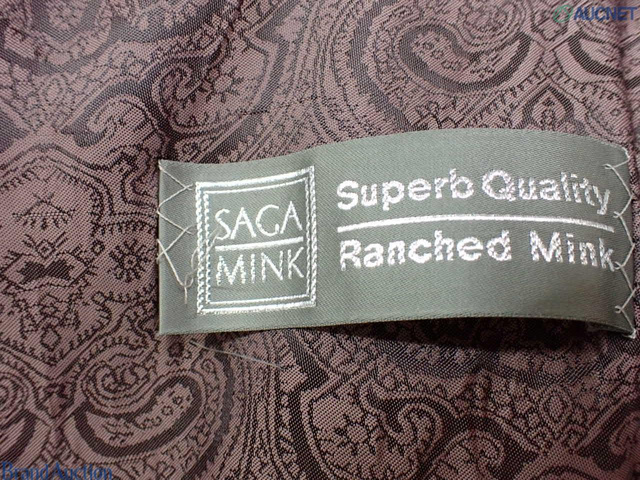 AUCNET
SAGA
MINK
Superb Quality
Ranched Mink
Brand Auction